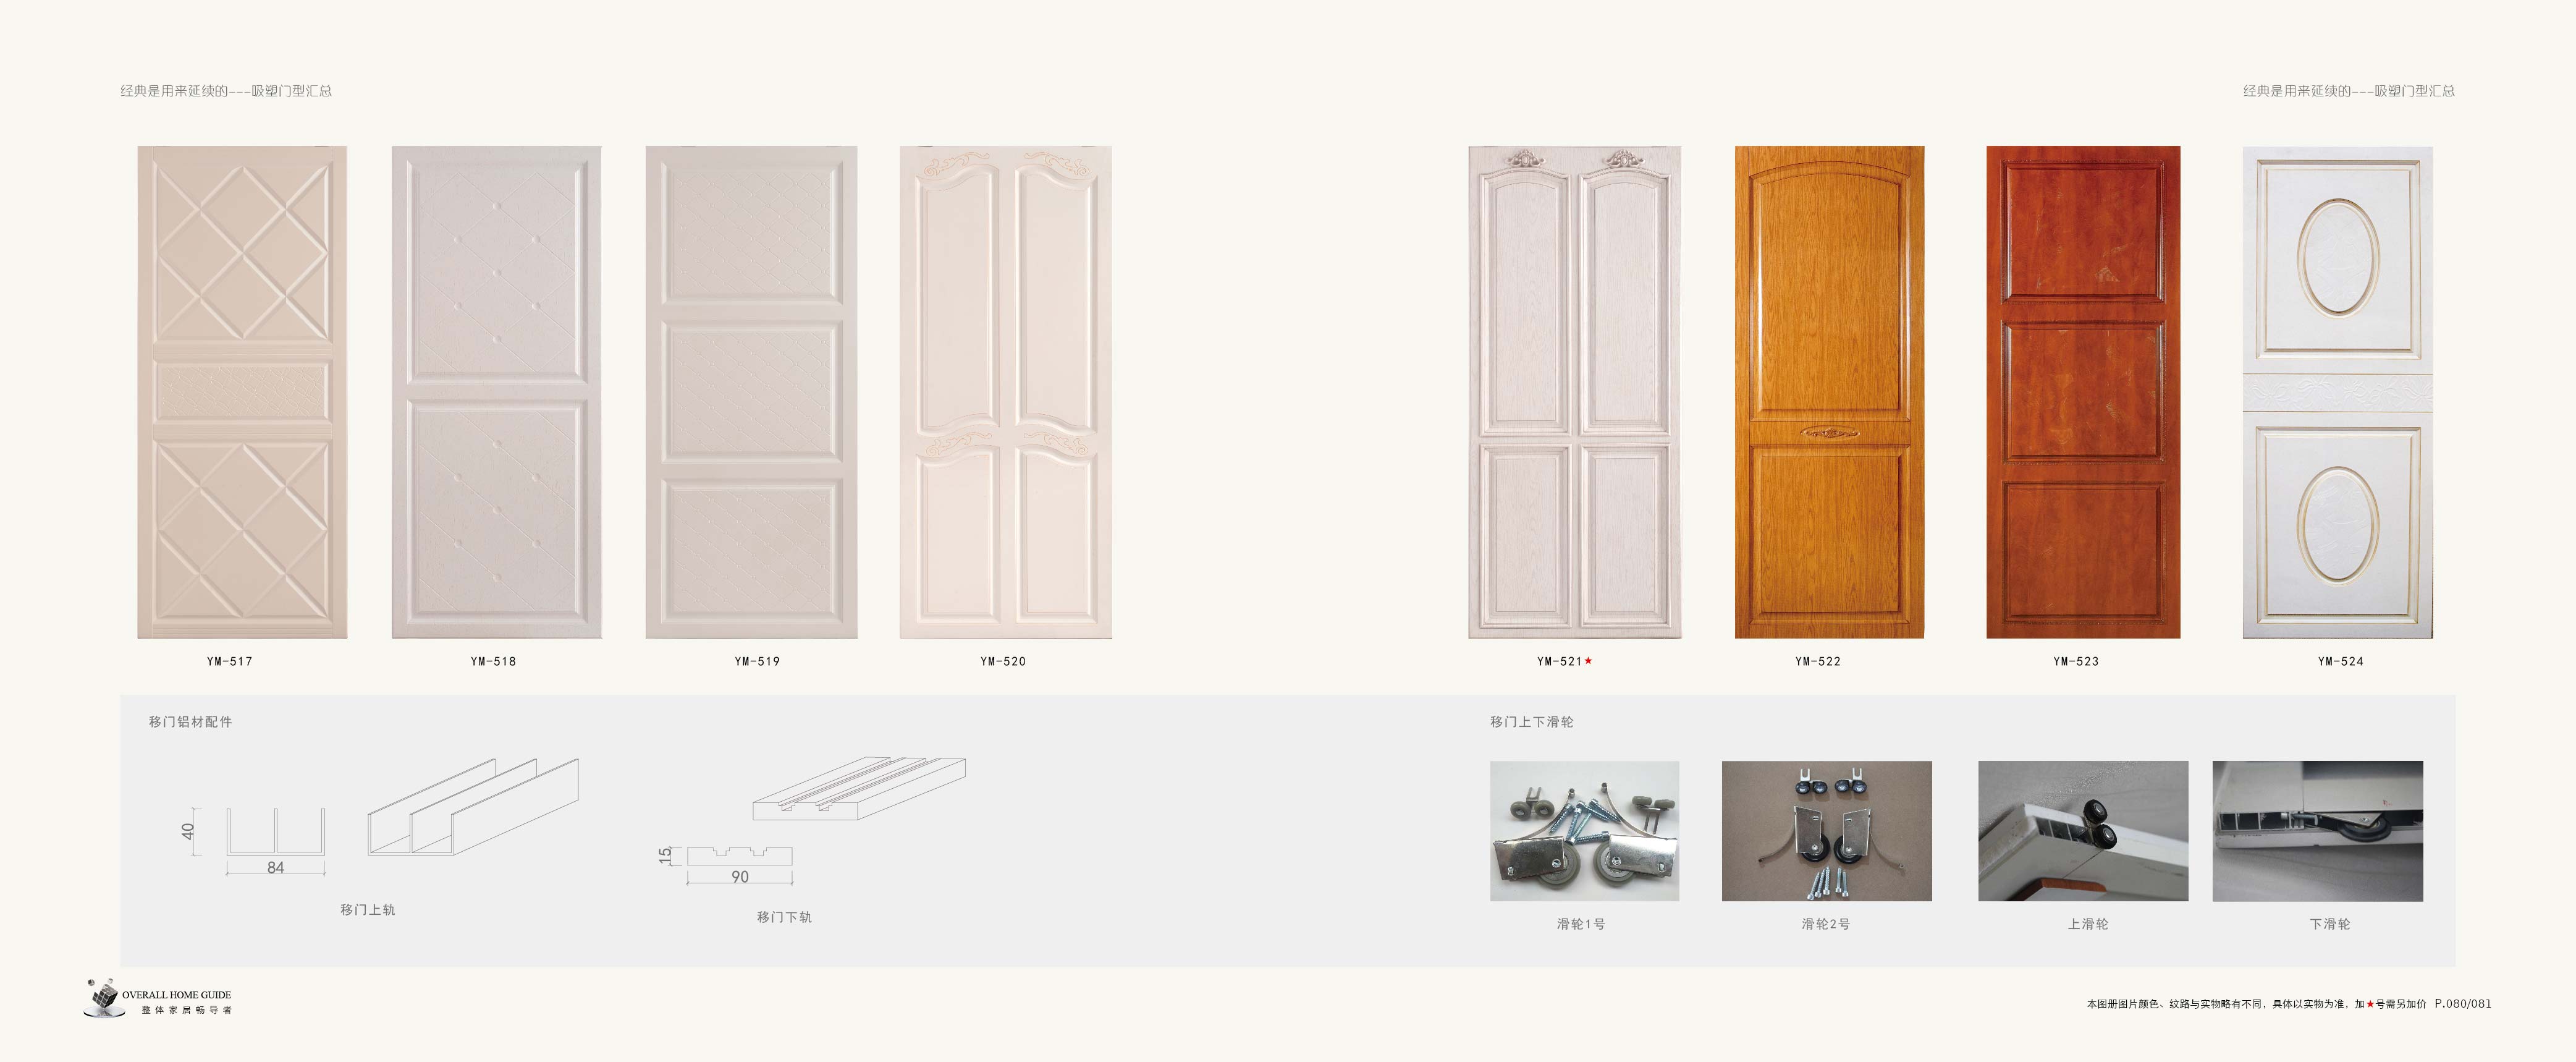 经典是用来延续的---吸塑门型汇总
经典是用来延续的---吸塑门型汇总
YM-517
YM-518
YM-519
YM-520
YM-521★
YM-522
YM-523
YM-524
移门铝材配件
40
84
移门上轨
15
90
移门下轨
移门上下滑轮
滑轮1号
滑轮2号
上滑轮
下滑轮
OVERALL HOME GUIDE
整体家居畅导者
本图册图片颜色、纹路与实物略有不同，具体以实物为准，加★号需另加价 P.080/081